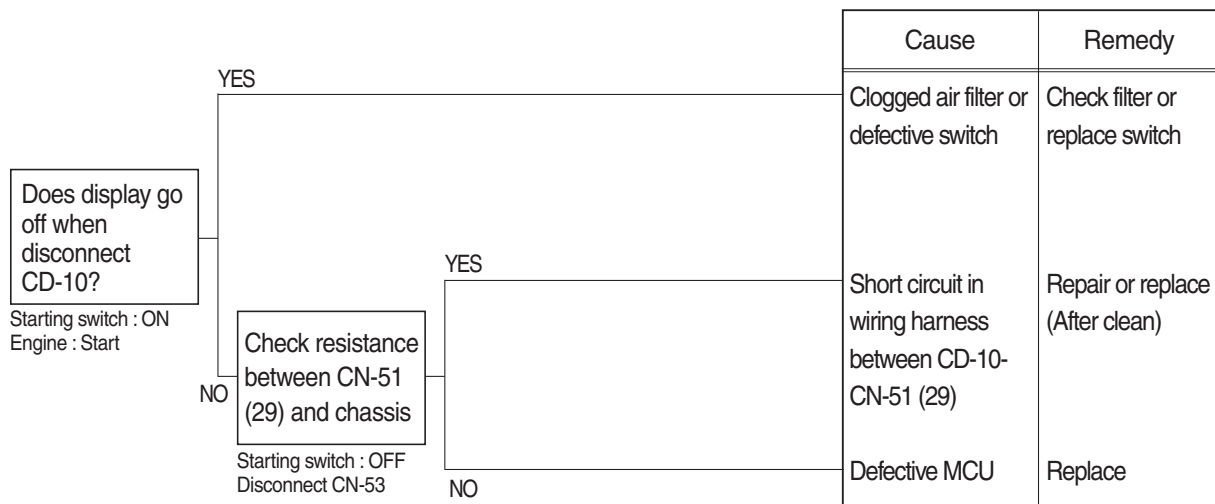 Cause
Remedy
YES
Clogged air filter or
defective switch
Check filter or
replace switch
Does display go
off when
disconnect
CD-10?
Starting switch : ON
Engine : Start
YES
Short circuit in
wiring harness
between CD-10-
CN-51 (29)
Repair or replace
(After clean)
NO
Check resistance
between CN-51
(29) and chassis
Starting switch : OFF
Disconnect CN-53
NO
Defective MCU
Replace